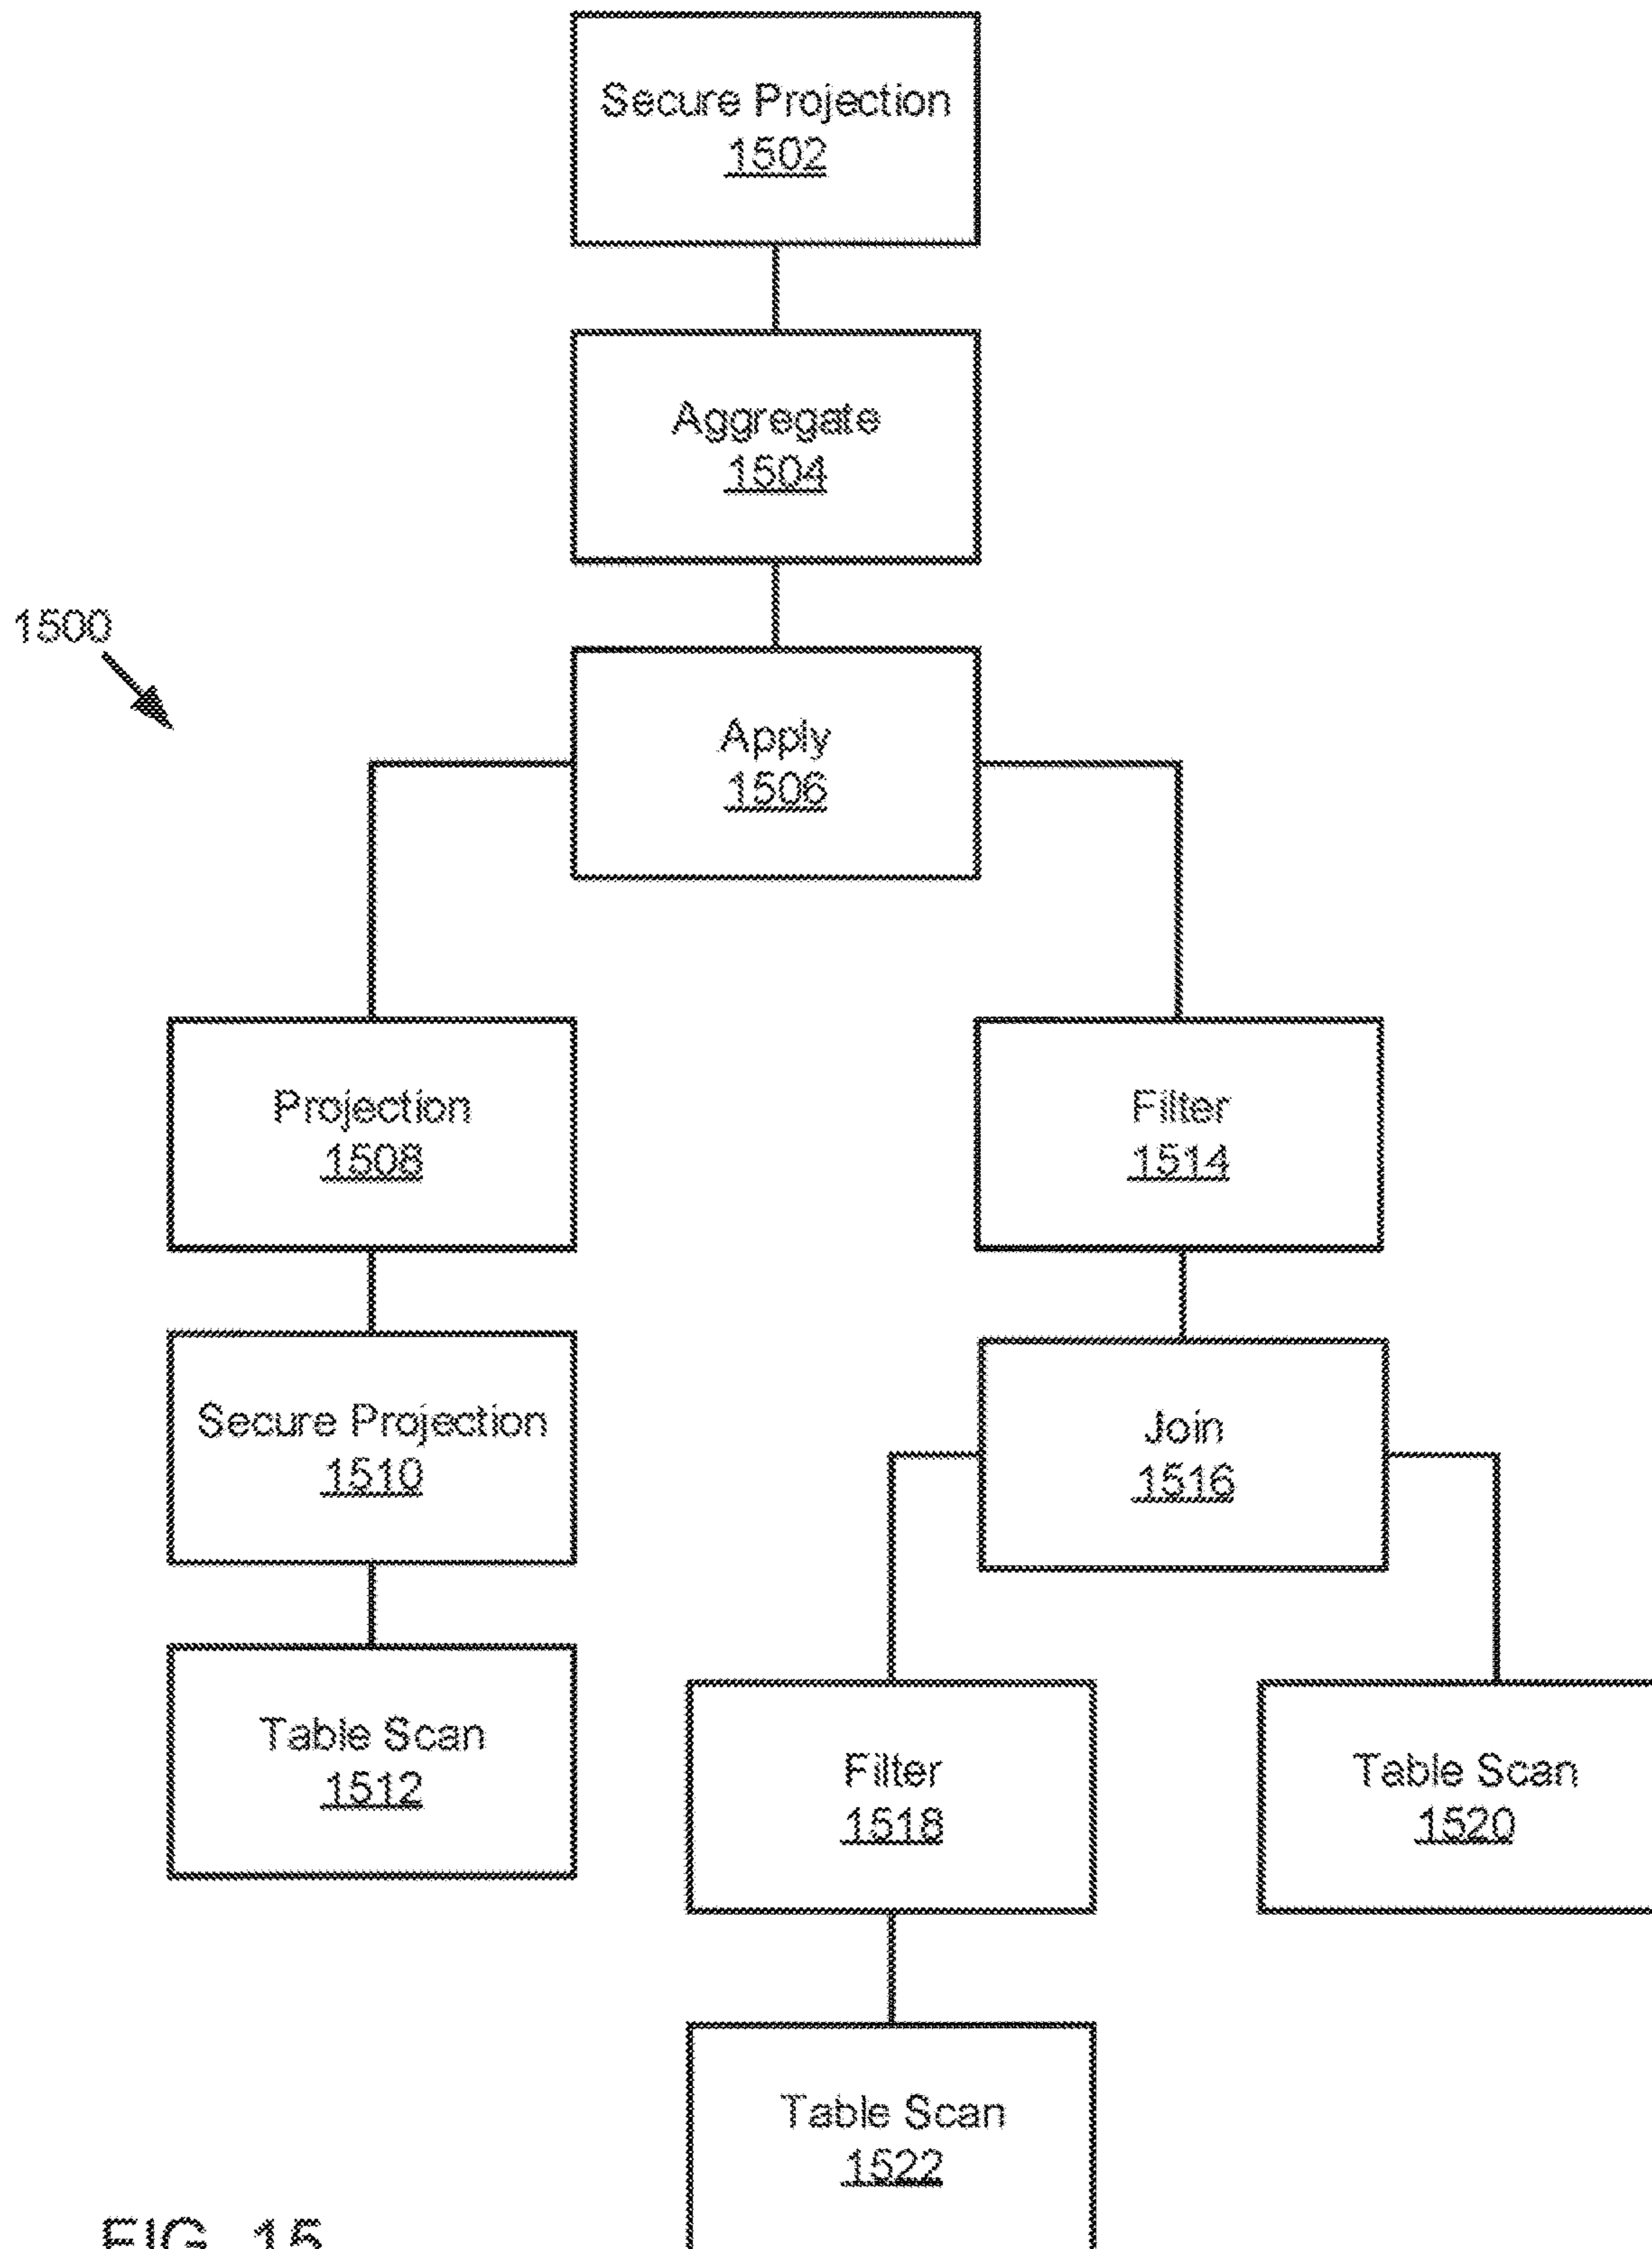 Secure Projection
1502
Aggregate
1504
1500
Apply
1506
Projection
1508
Filter
1514
Secure Projection
1510
Join
1516
Table Scan
1512
Filter
1518
Table Scan
1520
Table Scan
1522
FIG. 15